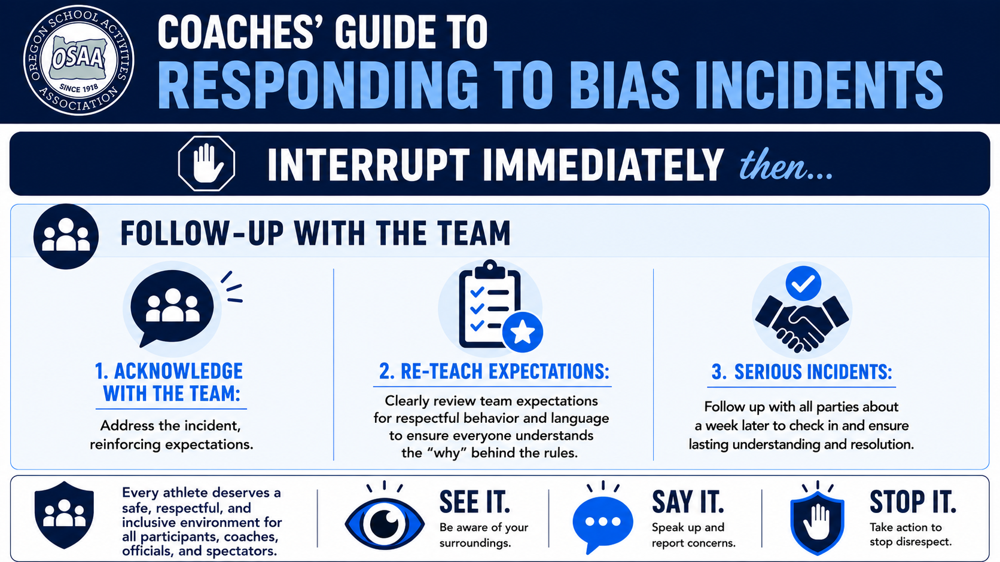 OREGON SCHOOL ACTIVITIES
OSAA
SINCE 1918
ASSOCIATION
COACHES’ GUIDE TO
RESPONDING TO BIAS INCIDENTS
INTERRUPT IMMEDIATELY then...
FOLLOW-UP WITH THE TEAM
1. ACKNOWLEDGE
WITH THE TEAM:
Address the incident,
reinforcing expectations.
2. RE-TEACH EXPECTATIONS:
Clearly review team expectations
for respectful behavior and language
to ensure everyone understands
the “why” behind the rules.
3. SERIOUS INCIDENTS:
Follow up with all parties about
a week later to check in and ensure
lasting understanding and resolution.
Every athlete deserves a
safe, respectful, and
inclusive environment for
all participants, coaches,
officials, and spectators.
SEE IT.
Be aware of your
surroundings.
SAY IT.
Speak up and
report concerns.
STOP IT.
Take action to
stop disrespect.